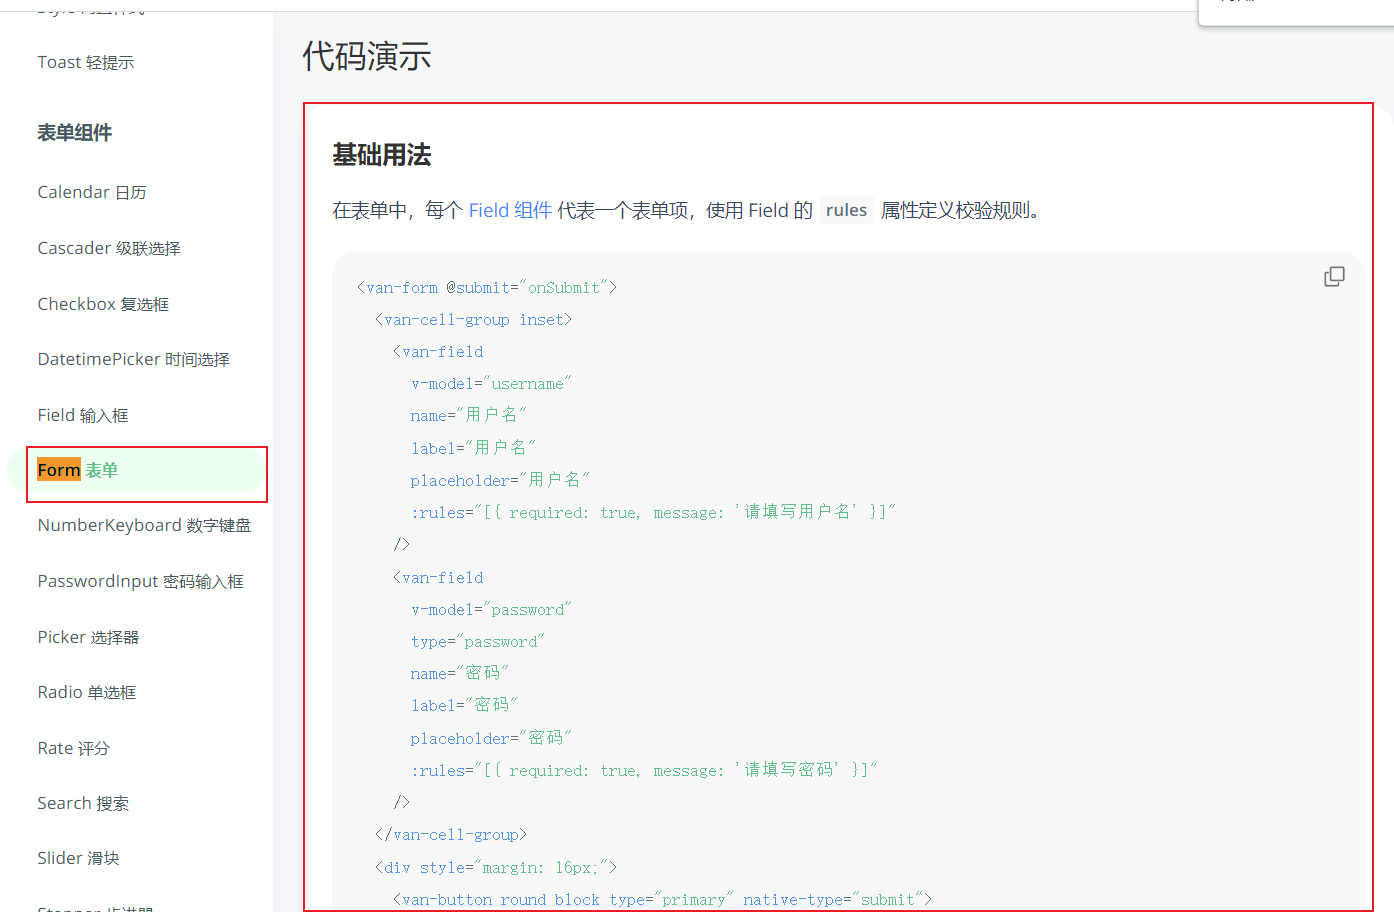 Toast 轻提示
表单组件
Calendar 日历
Cascader 级联选择
Checkbox 复选框
DatetimePicker 时间选择
Field 输入框
Form 表单
NumberKeyboard 数字键盘
PasswordInput 密码输入框
Picker 选择器
Radio 单选框
Rate 评分
Search 搜索
Slider 滑块
代码演示
基础用法
在表单中，每个 Field 组件 代表一个表单项，使用 Field 的 rules 属性定义校验规则。
<van-form @submit="onSubmit">
<van-cell-group inset>
<van-field
v-model="username"
name="用户名"
label="用户名"
placeholder="用户名"
:rules="[{ required: true, message: '请填写用户名' }]"
/>
<van-field
v-model="password"
type="password"
name="密码"
label="密码"
placeholder="密码"
:rules="[{ required: true, message: '请填写密码' }]"
/>
</van-cell-group>
<div style="margin: 16px;">
<van-button round block type="primary" native-type="submit">